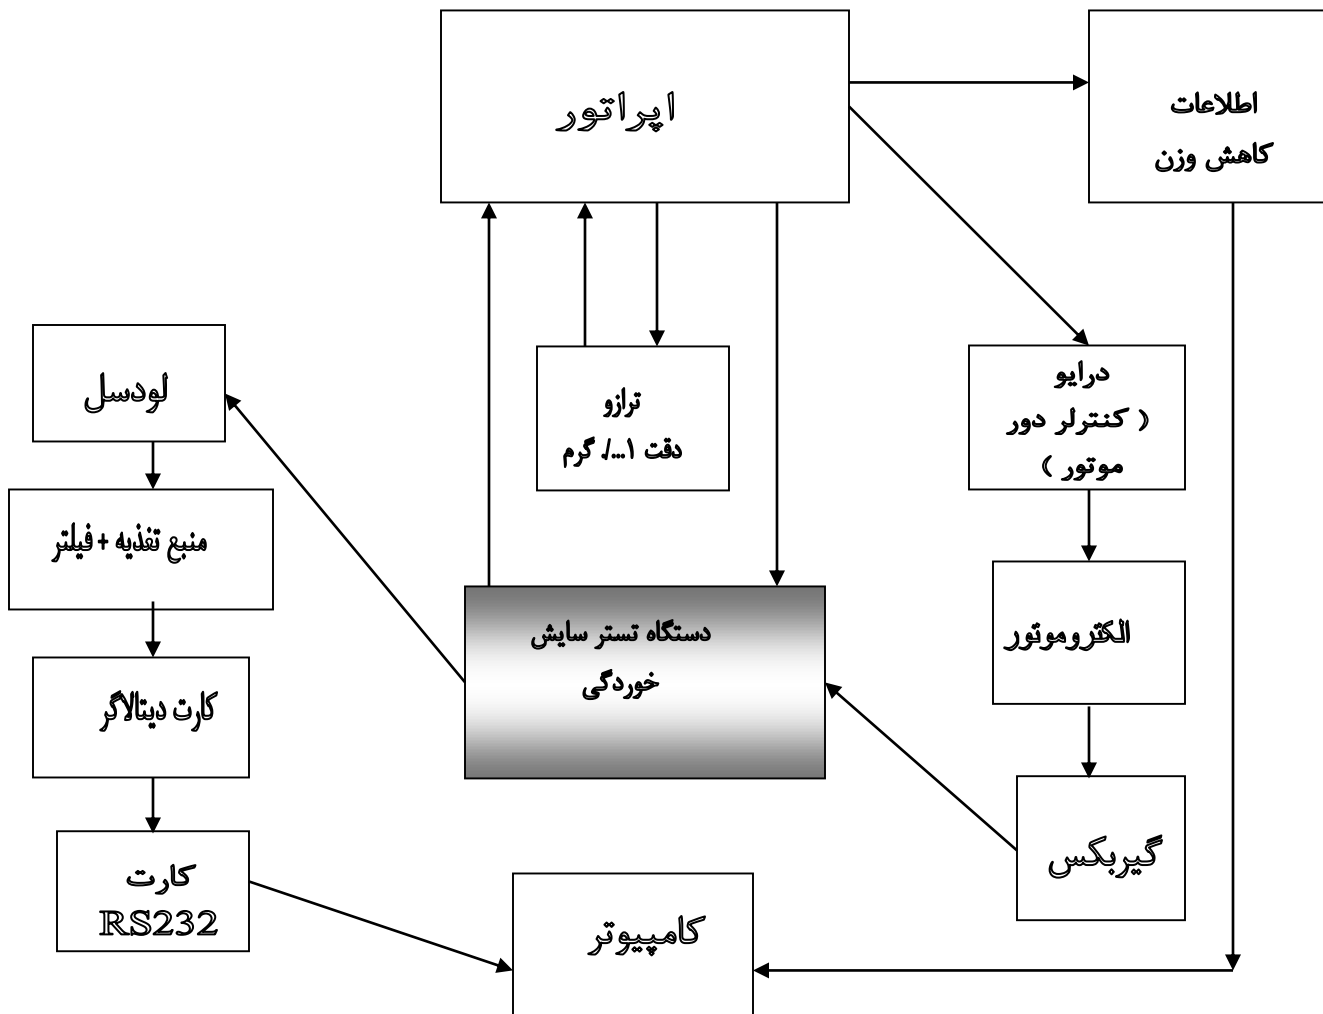 اپراتور
اطلاعات
کاهش وزن
لودسل
ترازو
دقت ۰/۰۰۰۱ گرم
درایو
( کنترلر دور
موتور )
منبع تغذیه + فیلتر
دستگاه تستر سایش
خوردگی
الکتروموتور
کارت دیتالاگر
گیربکس
کارت
RS232
کامپیوتر